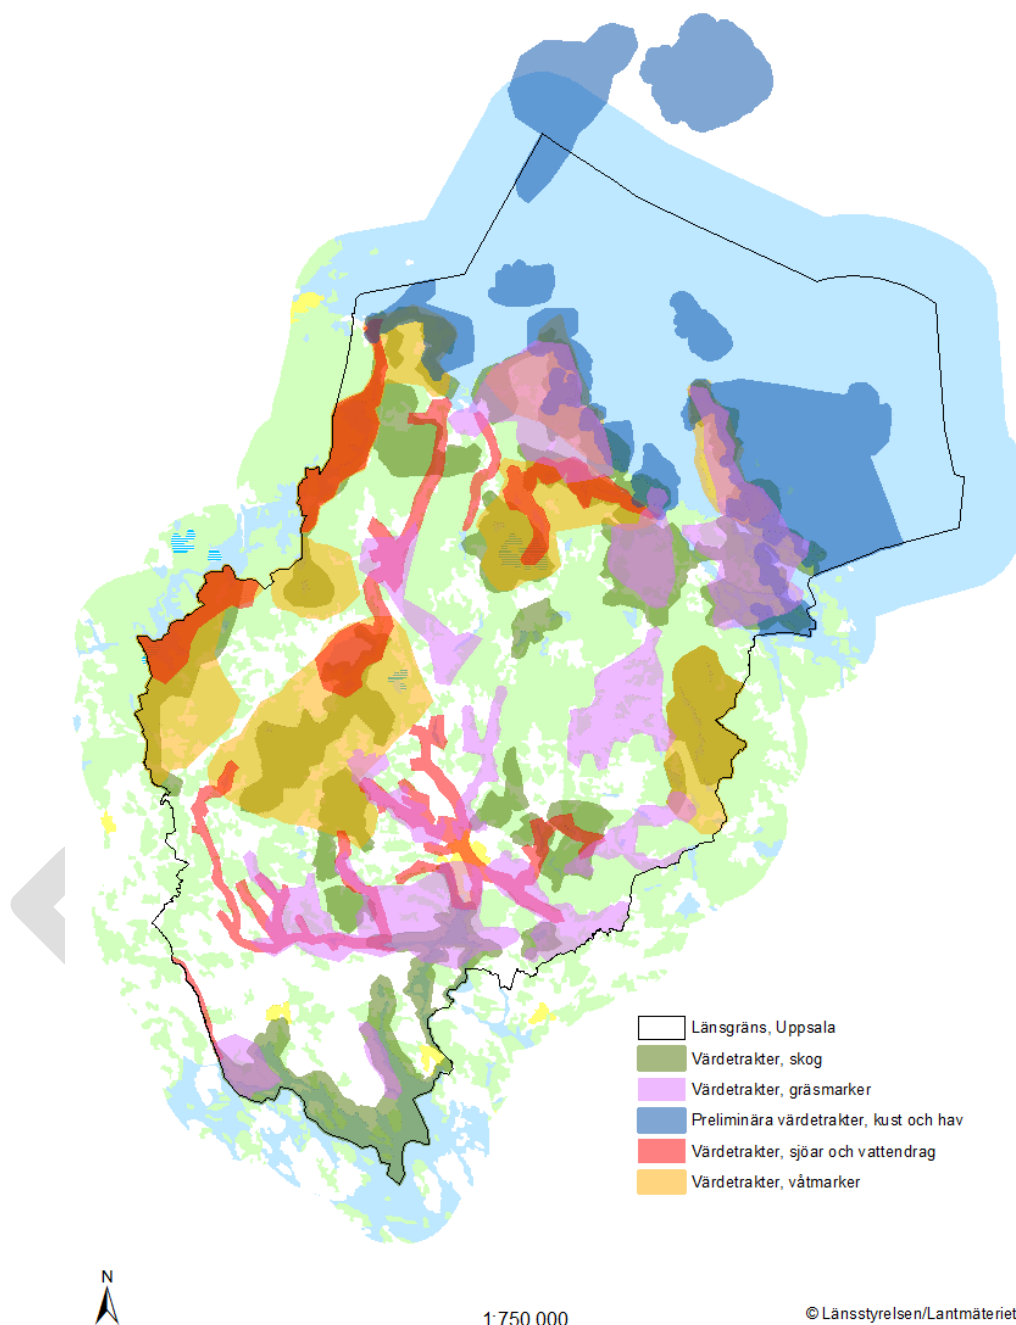 Länsgräns, Uppsala
Värdetrakter, skog
Värdetrakter, gräsmarker
Preliminära värdetrakter, kust och hav
Värdetrakter, sjöar och vattendrag
Värdetrakter, våtmarker
N
1:750 000
© Länsstyrelsen/Lantmäteriet